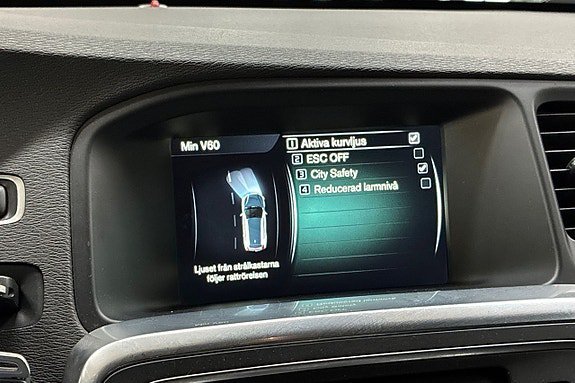 Min V60
1 Aktiva kurvljus
2 ESC OFF
3 City Safety
4 Reducerad larmnivå
Ljuset från strålkastarna
följer rattrörelsen